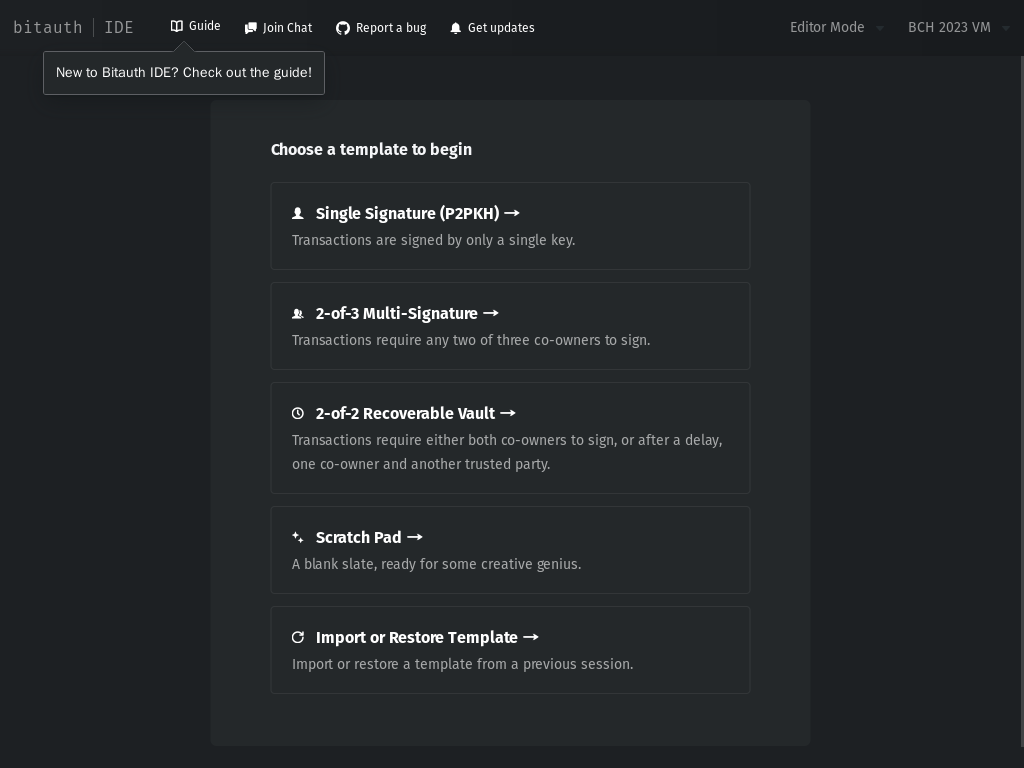 bitauth | IDE
Guide
Join Chat
Report a bug
Get updates
Editor Mode
BCH 2023 VM
New to Bitauth IDE? Check out the guide!
Choose a template to begin
Single Signature (P2PKH) →
Transactions are signed by only a single key.
2-of-3 Multi-Signature →
Transactions require any two of three co-owners to sign.
2-of-2 Recoverable Vault →
Transactions require either both co-owners to sign, or after a delay,
one co-owner and another trusted party.
Scratch Pad →
A blank slate, ready for some creative genius.
Import or Restore Template →
Import or restore a template from a previous session.